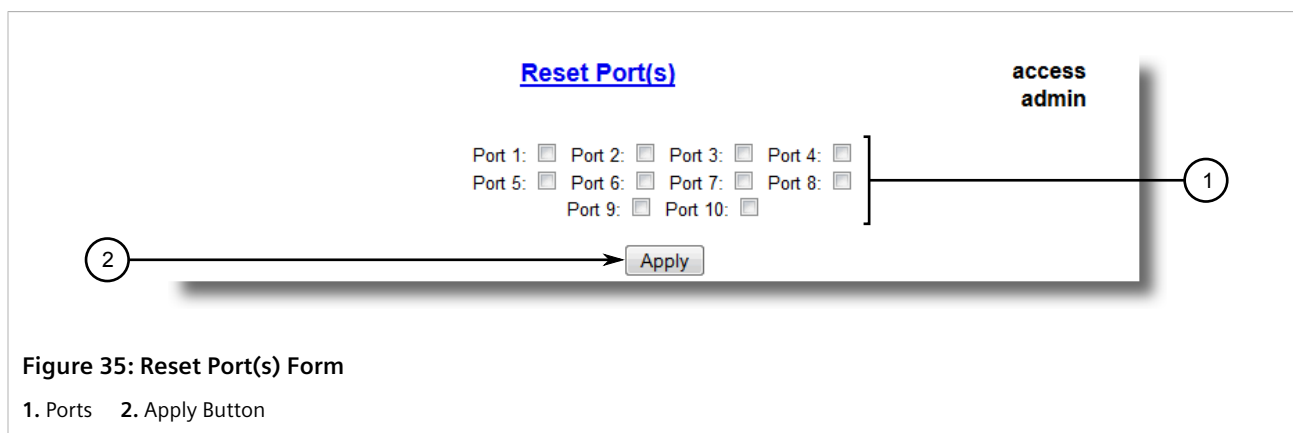 Reset Port(s)
access
admin
Port 1: Port 2: Port 3: Port 4:
Port 5: Port 6: Port 7: Port 8:
Port 9: Port 10:
1
2
Apply
Figure 35: Reset Port(s) Form
1. Ports 2. Apply Button